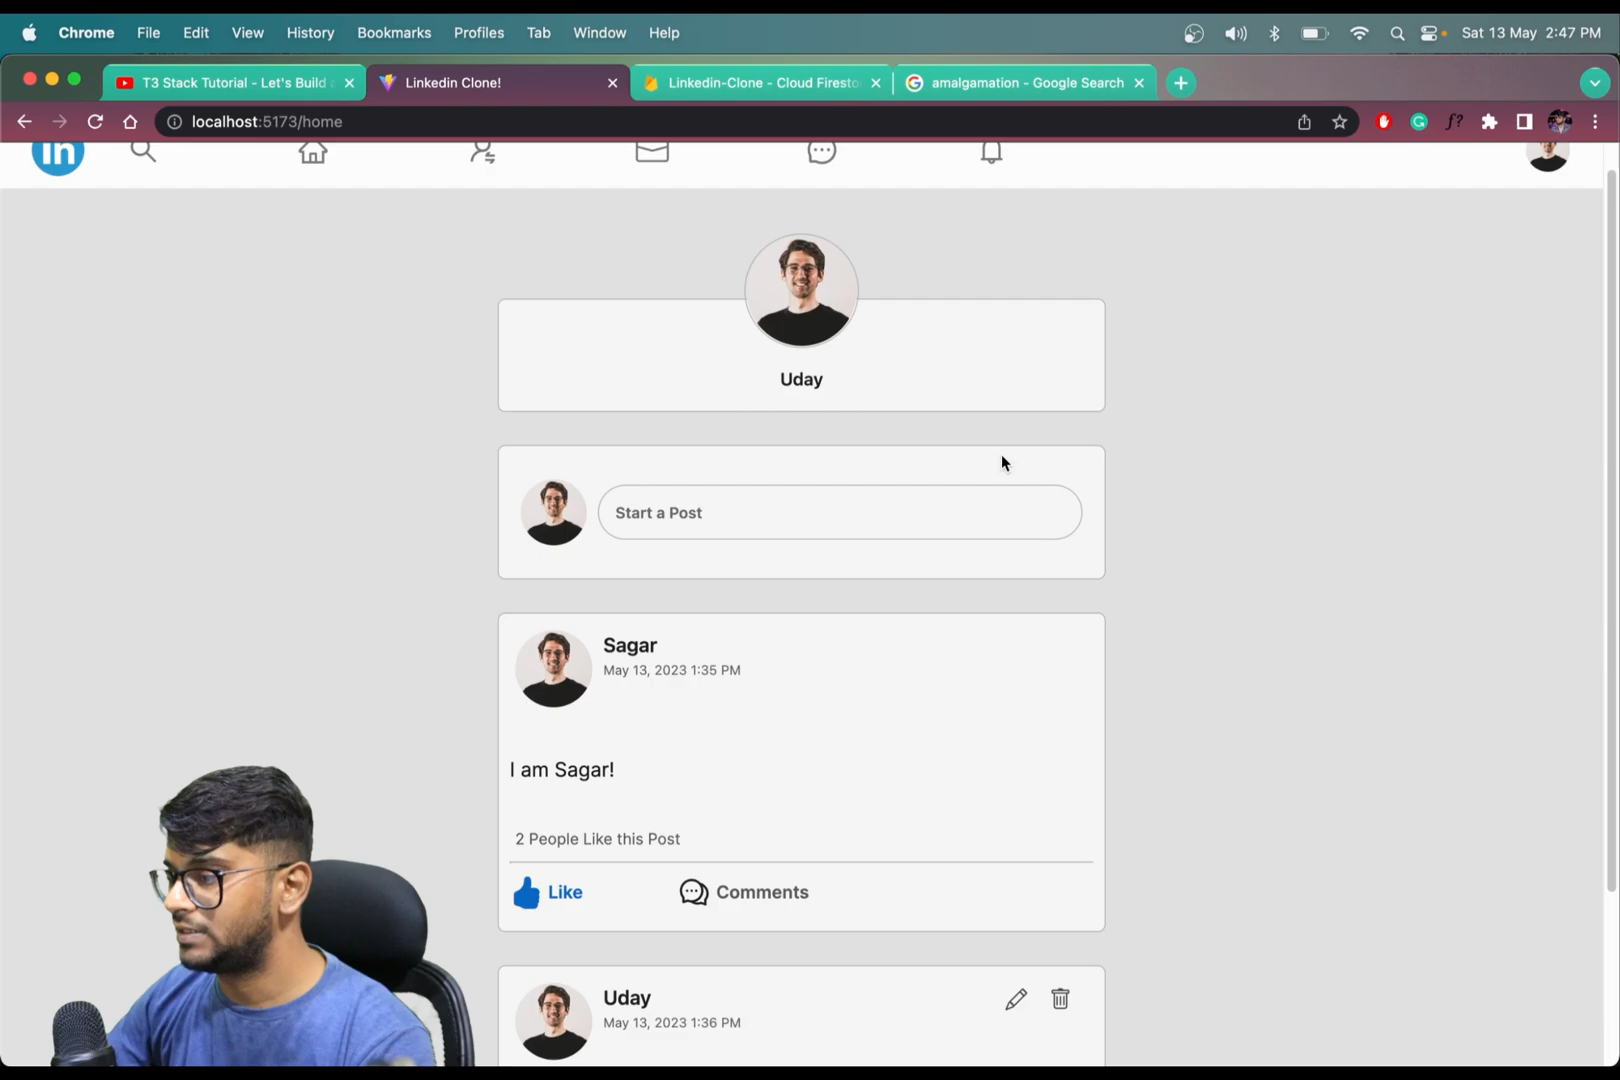 Chrome File Edit View History Bookmarks Profiles Tab Window Help Sat 13 May 2:47 PM
T3 Stack Tutorial - Let's Build Linkedin Clone! Linkedin-Clone - Cloud Firesto amalgamation - Google Search
localhost:5173/home
in
Uday
Start a Post
Sagar
May 13, 2023 1:35 PM
I am Sagar!
2 People Like this Post
Like Comments
Uday
May 13, 2023 1:36 PM